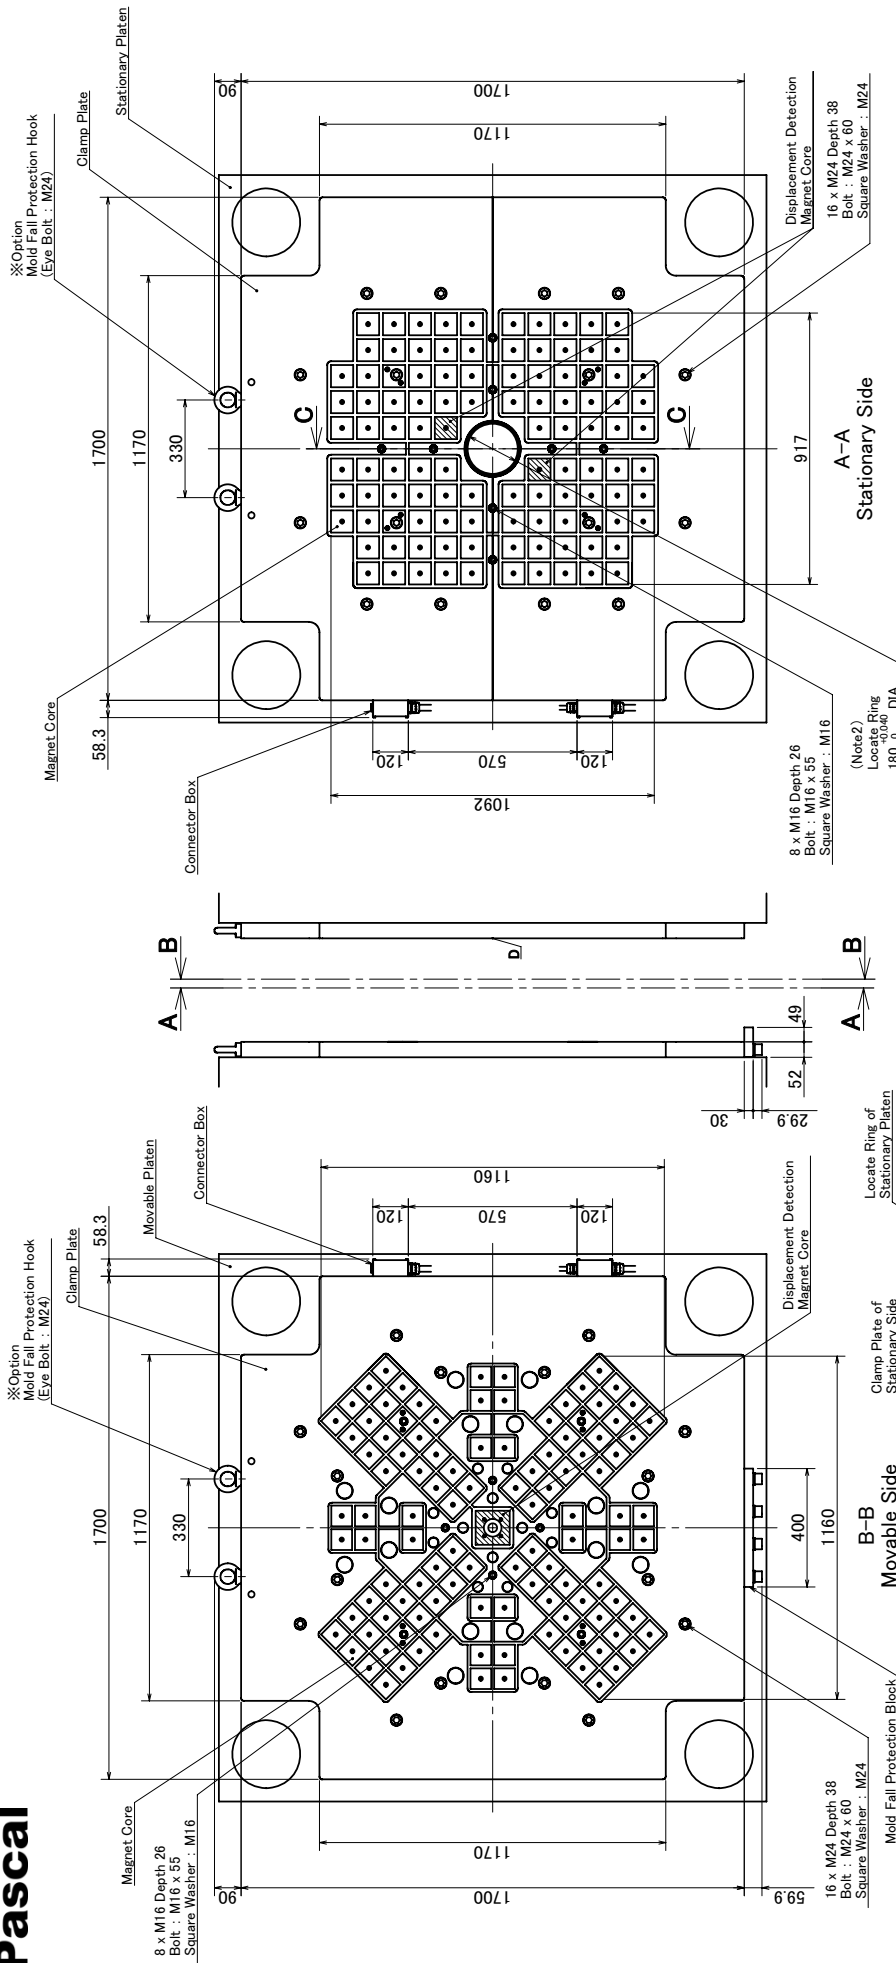 Pascal
※Option
Mold Fall Protection Hook
(Eye Bolt : M24)
Clamp Plate
Movable Platen
Connector Box
1700
58.3
1170
330
120
570
120
1160
Magnet Core
8 x M16 Depth 26
Bolt : M16 x 55
Square Washer : M16
90
1700
1170
59.9
16 x M24 Depth 38
Bolt : M24 x 60
Square Washer : M24
Mold Fall Protection Block
400
1160
B-B
Movable Side
Displacement Detection
Magnet Core
A
B
A
B
D
52
49
30
29.9
Clamp Plate of
Stationary Side
Locate Ring of
Stationary Platen
※Option
Mold Fall Protection Hook
(Eye Bolt : M24)
Clamp Plate
Stationary Platen
Magnet Core
Connector Box
58.3
1700
1170
330
90
1700
1170
C
C
120
570
120
1092
917
8 x M16 Depth 26
Bolt : M16 x 55
Square Washer : M16
(Note2)
Locate Ring
180 +0.040 0 DIA
A-A
Stationary Side
Displacement Detection
Magnet Core
16 x M24 Depth 38
Bolt : M24 x 60
Square Washer : M24